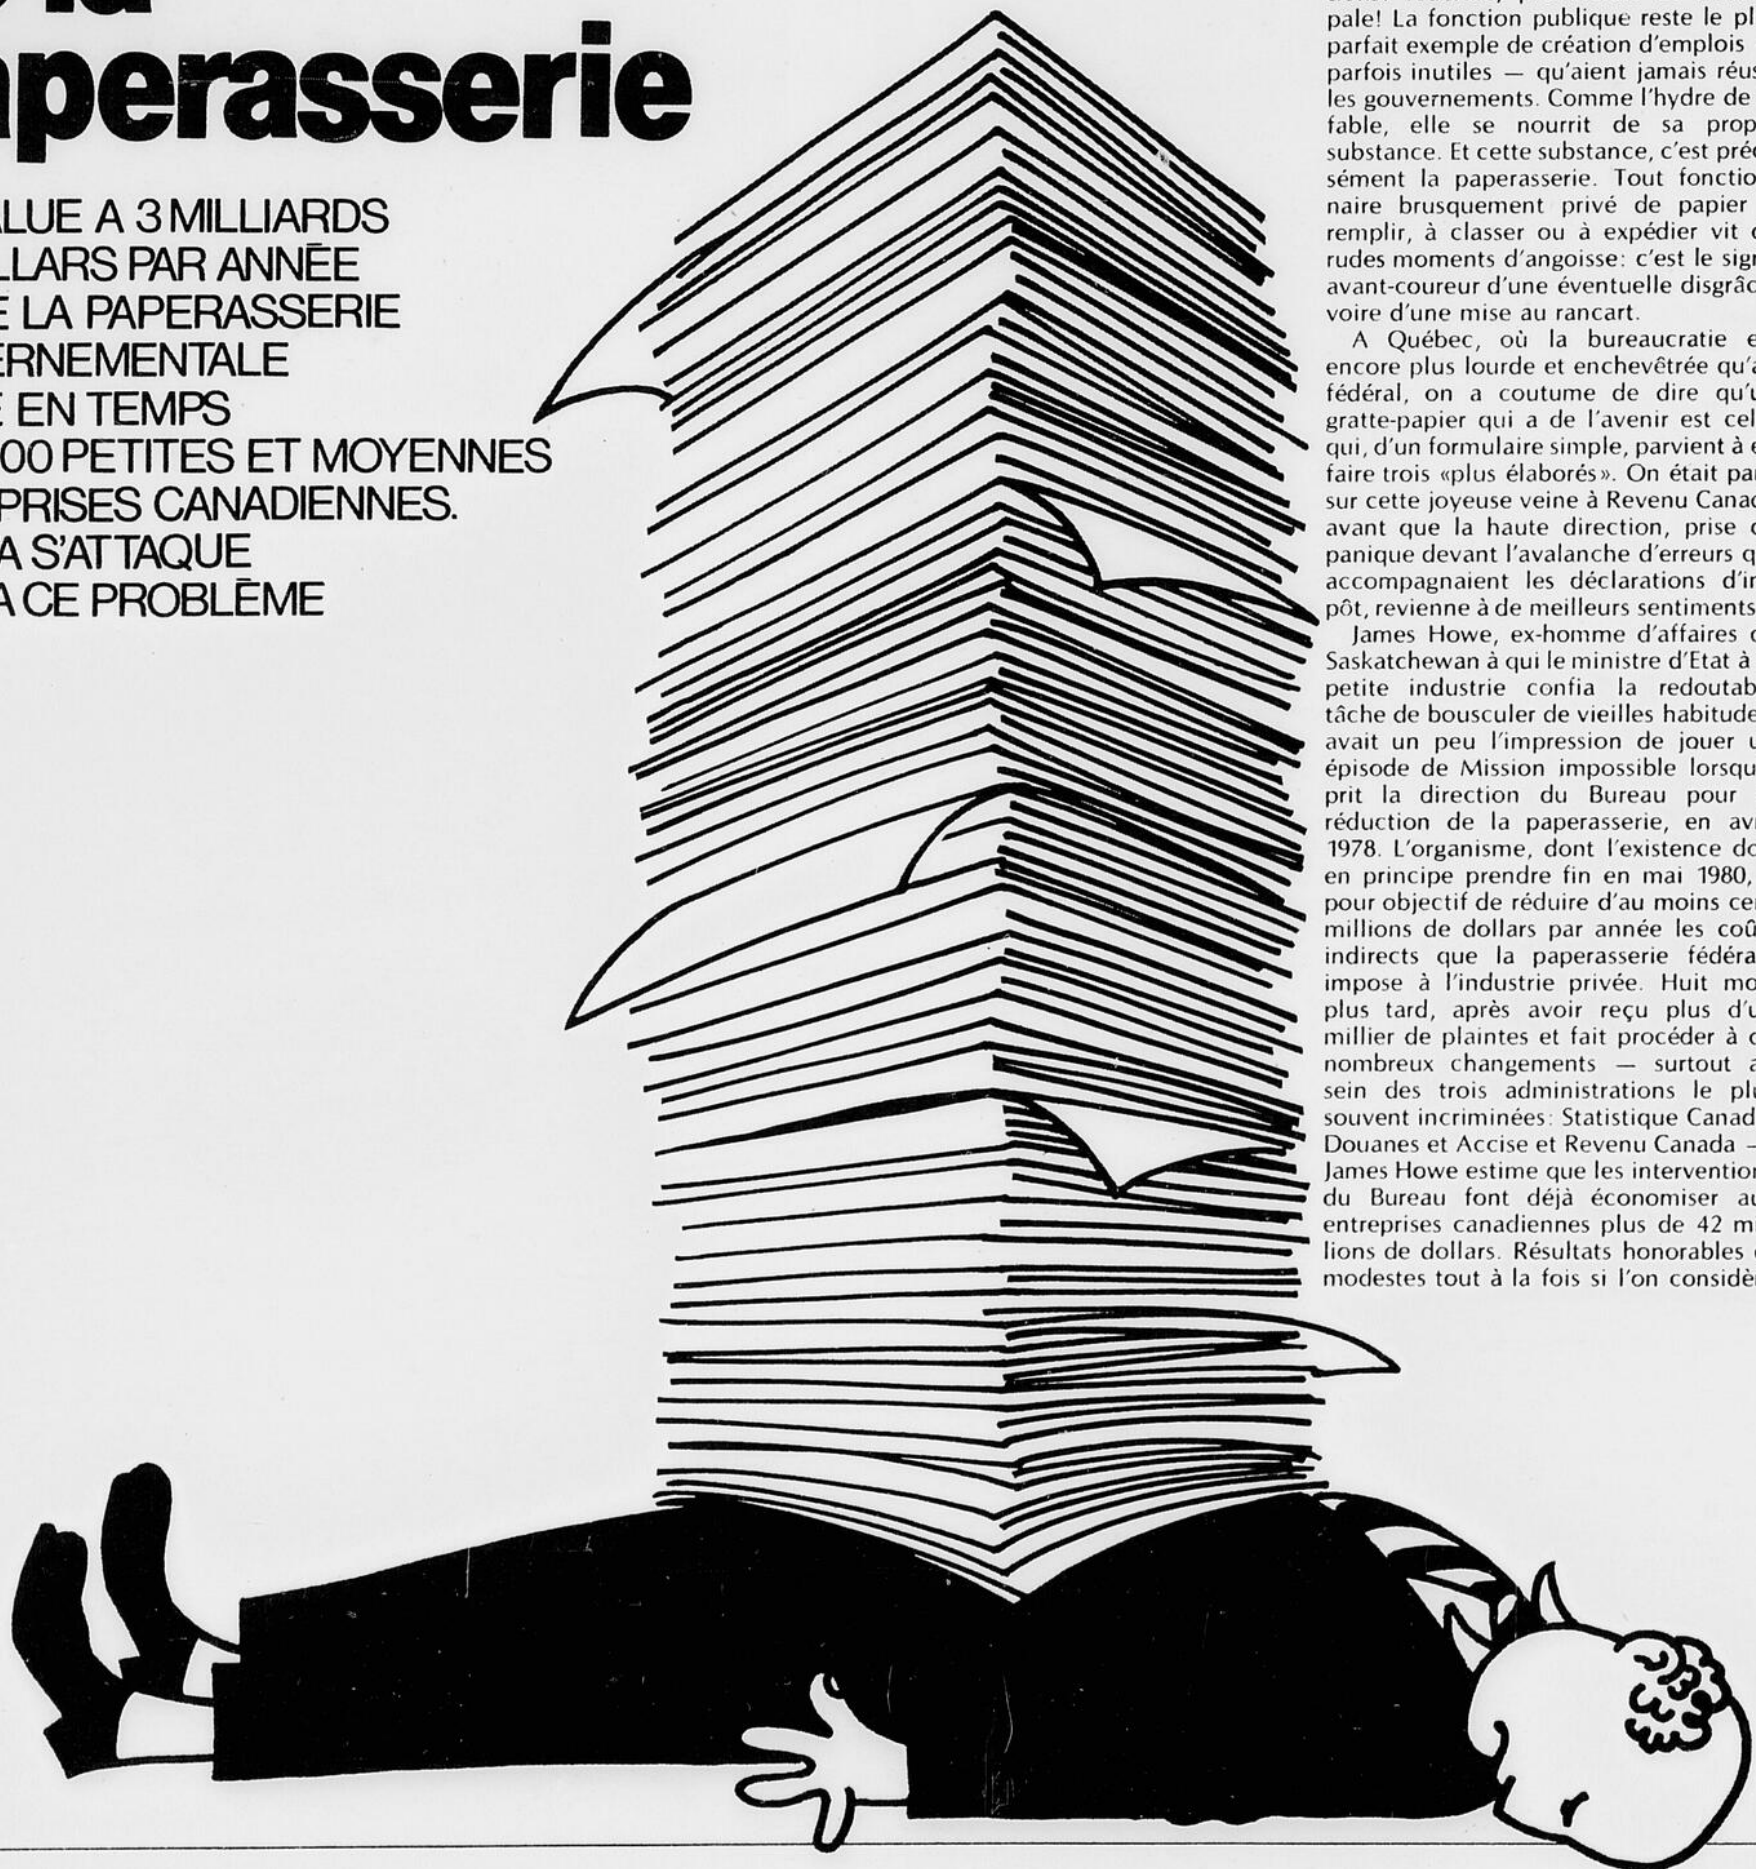 la
aperasserie
LUE A 3 MILLIARDS
LLARS PAR ANNÉE
E LA PAPERASSERIE
ERNEMENTALE
E EN TEMPS
00 PETITES ET MOYENNES
PRISES CANADIENNES.
A S'ATTAQUE
A CE PROBLÈME
pale! La fonction publique reste le pl
parfait exemple de création d'emplois
parfois inutiles — qu'aient jamais réus
les gouvernements. Comme l'hydre de
fable, elle se nourrit de sa prop
substance. Et cette substance, c'est préc
sément la paperasserie. Tout fonction
naire brusquement privé de papier
remplir, à classer ou à expédier vit d
rudes moments d'angoisse: c'est le sign
avant-coureur d'une éventuelle disgrâc
voire d'une mise au rancart.
A Québec, où la bureaucratie e
encore plus lourde et enchevêtrée qu'a
fédéral, on a coutume de dire qu'u
gratte-papier qui a de l'avenir est cel
qui, d'un formulaire simple, parvient à e
faire trois «plus élaborés». On était par
sur cette joyeuse veine à Revenu Canad
avant que la haute direction, prise d
panique devant l'avalanche d'erreurs q
accompagnaient les déclarations d'im
pôt, revienne à de meilleurs sentiments
James Howe, ex-homme d'affaires d
Saskatchewan à qui le ministre d'Etat à
petite industrie confia la redoutab
tâche de bousculer de vieilles habitude
avait un peu l'impression de jouer u
épisode de Mission impossible lorsqu
prit la direction du Bureau pour
réduction de la paperasserie, en avr
1978. L'organisme, dont l'existence do
en principe prendre fin en mai 1980,
pour objectif de réduire d'au moins cen
millions de dollars par année les coû
indirects que la paperasserie fédéra
impose à l'industrie privée. Huit mo
plus tard, après avoir reçu plus d'u
millier de plaintes et fait procéder à d
nombreux changements — surtout a
sein des trois administrations le plu
souvent incriminées: Statistique Canad
Douanes et Accise et Revenu Canada —
James Howe estime que les intervention
du Bureau font déjà économiser au
entreprises canadiennes plus de 42 mi
lions de dollars. Résultats honorables e
modestes tout à la fois si l'on considèr